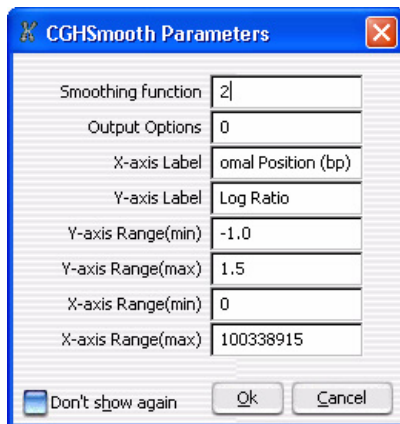 CGHSmooth Parameters
Smoothing function 2
Output Options 0
X-axis Label omal Position (bp)
Y-axis Label Log Ratio
Y-axis Range(min) -1.0
Y-axis Range(max) 1.5
X-axis Range(min) 0
X-axis Range(max) 100338915
Don't show again Ok Cancel